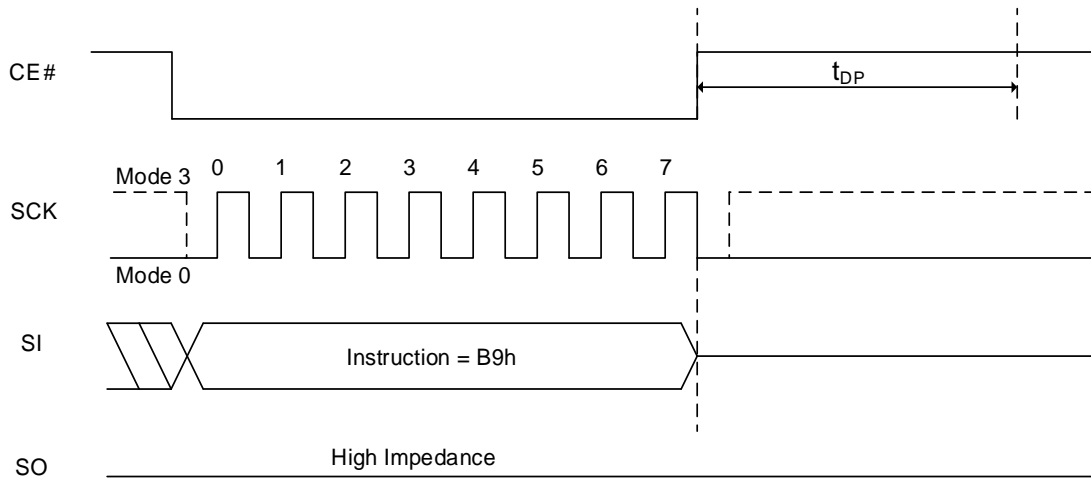 CE#
tDP
Mode 3
0 1 2 3 4 5 6 7
SCK
Mode 0
SI
Instruction = B9h
SO
High Impedance